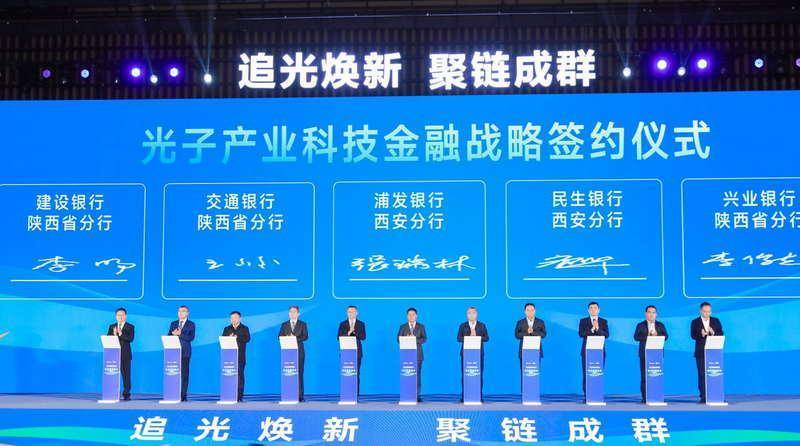 追光焕新 聚链成群
光子产业科技金融战略签约仪式
建设银行
陕西省分行
交通银行
陕西省分行
浦发银行
西安分行
民生银行
西安分行
兴业银行
陕西省分行
张瑞林
追光焕新 聚链成群